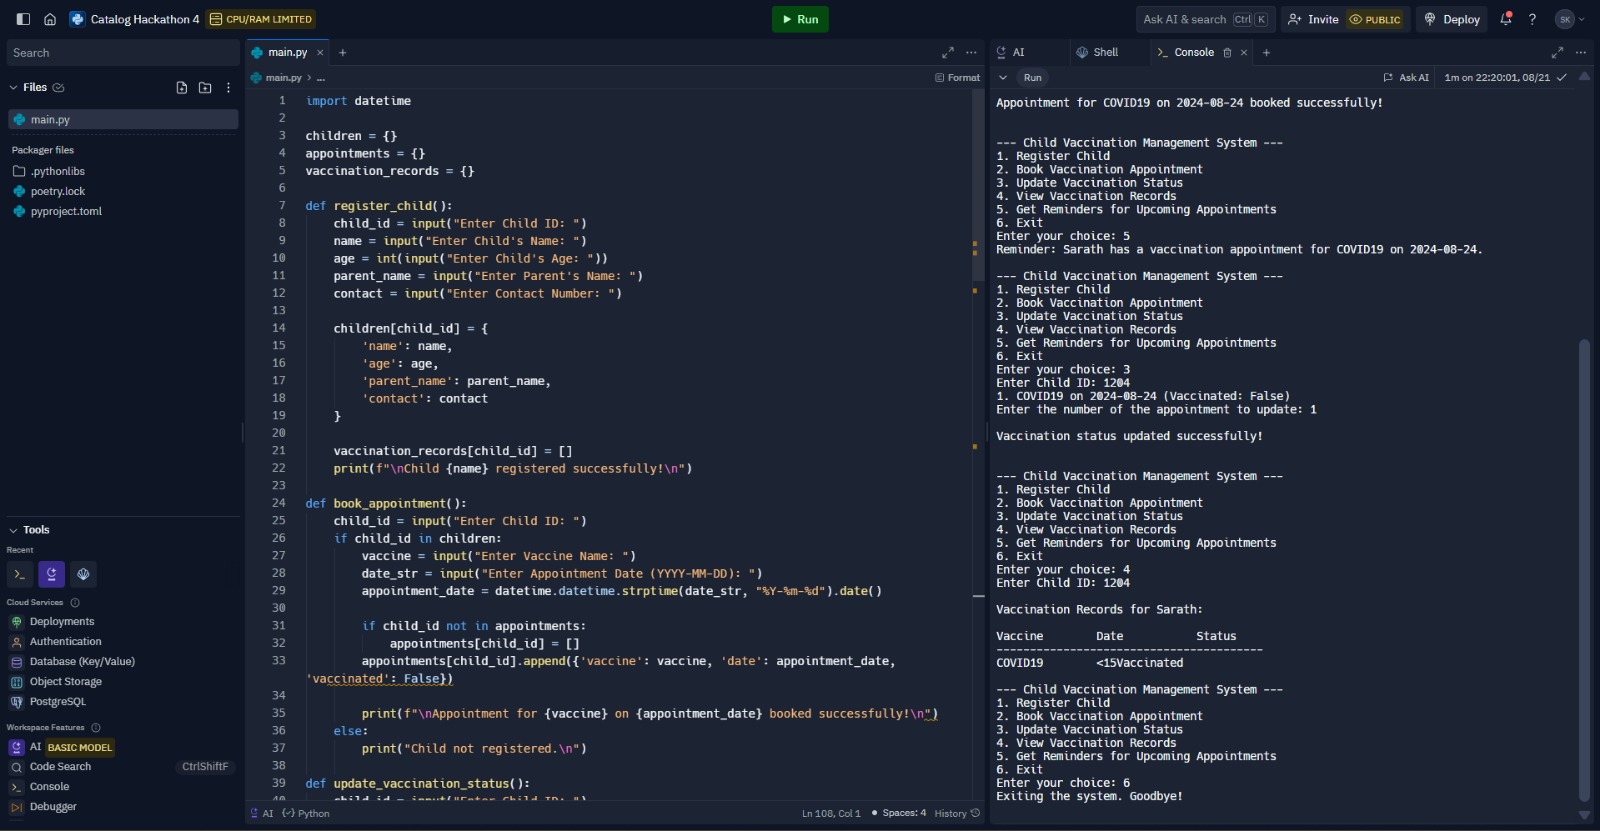 Catalog Hackathon 4 CPU/RAM LIMITED
Run
Ask AI & search Ctrl K
Invite PUBLIC
Deploy
SK
Search
Files
main.py
Packager files
.pythonlibs
poetry.lock
pyproject.toml
Tools
Recent
Cloud Services
Deployments
Authentication
Database (Key/Value)
Object Storage
PostgreSQL
Workspace Features
AI BASIC MODEL
Code Search CtrlShiftF
Console
Debugger
main.py
main.py > ...
Format
1 import datetime
2
3 children = {}
4 appointments = {}
5 vaccination_records = {}
6
7 def register_child():
8 child_id = input("Enter Child ID: ")
9 name = input("Enter Child's Name: ")
10 age = int(input("Enter Child's Age: "))
11 parent_name = input("Enter Parent's Name: ")
12 contact = input("Enter Contact Number: ")
13
14 children[child_id] = {
15 'name': name,
16 'age': age,
17 'parent_name': parent_name,
18 'contact': contact
19 }
20
21 vaccination_records[child_id] = []
22 print(f"\nChild {name} registered successfully!\n")
23
24 def book_appointment():
25 child_id = input("Enter Child ID: ")
26 if child_id in children:
27 vaccine = input("Enter Vaccine Name: ")
28 date_str = input("Enter Appointment Date (YYYY-MM-DD): ")
29 appointment_date = datetime.datetime.strptime(date_str, "%Y-%m-%d").date()
30
31 if child_id not in appointments:
32 appointments[child_id] = []
33 appointments[child_id].append({'vaccine': vaccine, 'date': appointment_date,
'vaccinated': False})
34
35 print(f"\nAppointment for {vaccine} on {appointment_date} booked successfully!\n")
36 else:
37 print("Child not registered.\n")
38
39 def update_vaccination_status():
40 child_id = input("Enter Child ID: ")
AI Python
Ln 108, Col 1 Spaces: 4 History
AI
Shell
Console
Run
Ask AI 1m on 22:20:01, 08/21
Appointment for COVID19 on 2024-08-24 booked successfully!
--- Child Vaccination Management System ---
1. Register Child
2. Book Vaccination Appointment
3. Update Vaccination Status
4. View Vaccination Records
5. Get Reminders for Upcoming Appointments
6. Exit
Enter your choice: 5
Reminder: Sarath has a vaccination appointment for COVID19 on 2024-08-24.
--- Child Vaccination Management System ---
1. Register Child
2. Book Vaccination Appointment
3. Update Vaccination Status
4. View Vaccination Records
5. Get Reminders for Upcoming Appointments
6. Exit
Enter your choice: 3
Enter Child ID: 1204
1. COVID19 on 2024-08-24 (Vaccinated: False)
Enter the number of the appointment to update: 1
Vaccination status updated successfully!
--- Child Vaccination Management System ---
1. Register Child
2. Book Vaccination Appointment
3. Update Vaccination Status
4. View Vaccination Records
5. Get Reminders for Upcoming Appointments
6. Exit
Enter your choice: 4
Enter Child ID: 1204
Vaccination Records for Sarath:
Vaccine Date Status
----------------------------------------
COVID19 <15Vaccinated
--- Child Vaccination Management System ---
1. Register Child
2. Book Vaccination Appointment
3. Update Vaccination Status
4. View Vaccination Records
5. Get Reminders for Upcoming Appointments
6. Exit
Enter your choice: 6
Exiting the system. Goodbye!